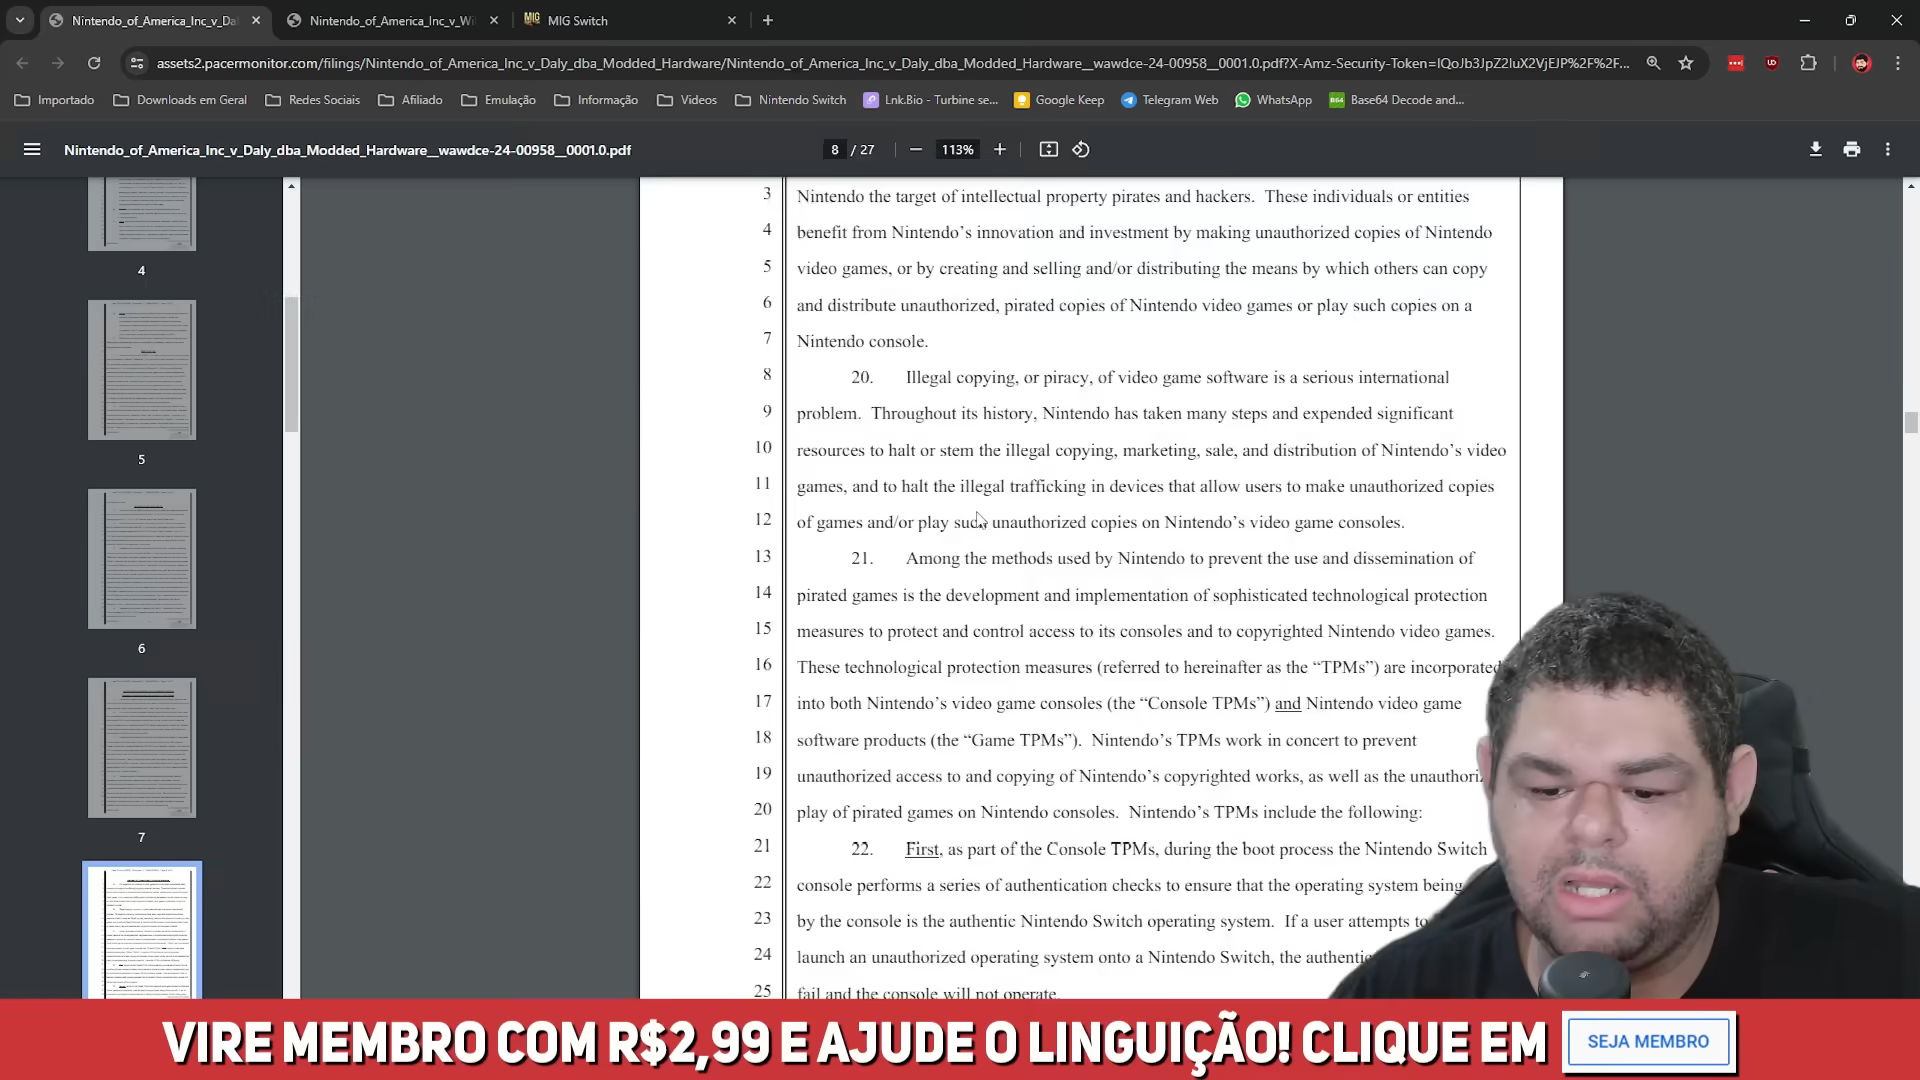 Nintendo_of_America_Inc_v_Da
Nintendo_of_America_Inc_v_Wi
MIG Switch
assets2.pacermonitor.com/filings/Nintendo_of_America_Inc_v_Daly_dba_Modded_Hardware/Nintendo_of_America_Inc_v_Daly_dba_Modded_Hardware__wawdce-24-00958__0001.0.pdf?X-Amz-Security-Token=IQoJb3JpZ2luX2VjEJP%2F%2F...
Importado
Downloads em Geral
Redes Sociais
Afiliado
Emulação
Informação
Videos
Nintendo Switch
Lnk.Bio - Turbine se...
Google Keep
Telegram Web
WhatsApp
Base64 Decode and...
Nintendo_of_America_Inc_v_Daly_dba_Modded_Hardware__wawdce-24-00958__0001.0.pdf
8 / 27
113%
4
5
6
7
3 Nintendo the target of intellectual property pirates and hackers. These individuals or entities
4 benefit from Nintendo's innovation and investment by making unauthorized copies of Nintendo
5 video games, or by creating and selling and/or distributing the means by which others can copy
6 and distribute unauthorized, pirated copies of Nintendo video games or play such copies on a
7 Nintendo console.
8 20. Illegal copying, or piracy, of video game software is a serious international
9 problem. Throughout its history, Nintendo has taken many steps and expended significant
10 resources to halt or stem the illegal copying, marketing, sale, and distribution of Nintendo's video
11 games, and to halt the illegal trafficking in devices that allow users to make unauthorized copies
12 of games and/or play such unauthorized copies on Nintendo's video game consoles.
13 21. Among the methods used by Nintendo to prevent the use and dissemination of
14 pirated games is the development and implementation of sophisticated technological protection
15 measures to protect and control access to its consoles and to copyrighted Nintendo video games.
16 These technological protection measures (referred to hereinafter as the “TPMs”) are incorporated
17 into both Nintendo's video game consoles (the “Console TPMs”) and Nintendo video game
18 software products (the “Game TPMs”). Nintendo's TPMs work in concert to prevent
19 unauthorized access to and copying of Nintendo's copyrighted works, as well as the unauthori
20 play of pirated games on Nintendo consoles. Nintendo's TPMs include the following:
21 22. First, as part of the Console TPMs, during the boot process the Nintendo Switch
22 console performs a series of authentication checks to ensure that the operating system being
23 by the console is the authentic Nintendo Switch operating system. If a user attempts to
24 launch an unauthorized operating system onto a Nintendo Switch, the authentic
25 fail and the console will not operate.
VIRE MEMBRO COM R$2,99 E AJUDE O LINGUIÇÃO! CLIQUE EM
SEJA MEMBRO